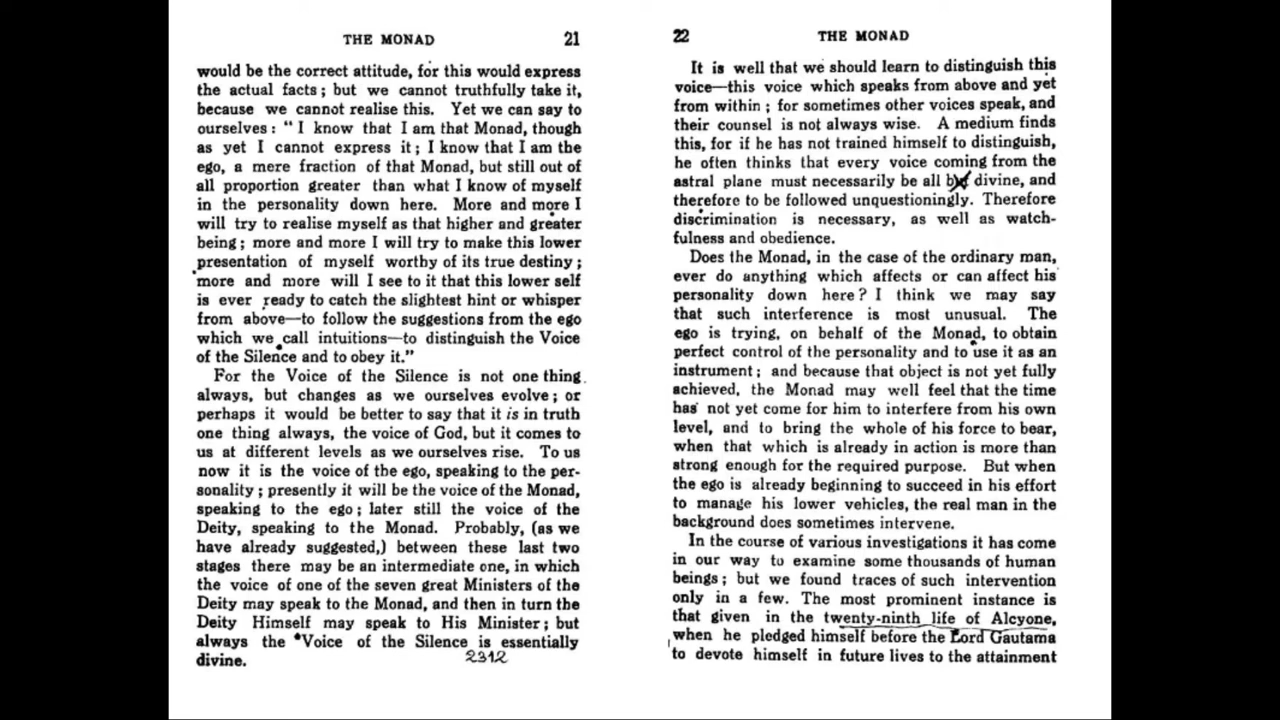 THE MONAD 21
would be the correct attitude, for this would express
the actual facts; but we cannot truthfully take it,
because we cannot realise this. Yet we can say to
ourselves: “ I know that I am that Monad, though
as yet I cannot express it; I know that I am the
ego, a mere fraction of that Monad, but still out of
all proportion greater than what I know of myself
in the personality down here. More and more I
will try to realise myself as that higher and greater
being; more and more I will try to make this lower
presentation of myself worthy of its true destiny;
more and more will I see to it that this lower self
is ever ready to catch the slightest hint or whisper
from above—to follow the suggestions from the ego
which we call intuitions—to distinguish the Voice
of the Silence and to obey it.”
For the Voice of the Silence is not one thing
always, but changes as we ourselves evolve; or
perhaps it would be better to say that it is in truth
one thing always, the voice of God, but it comes to
us at different levels as we ourselves rise. To us
now it is the voice of the ego, speaking to the per-
sonality; presently it will be the voice of the Monad,
speaking to the ego; later still the voice of the
Deity, speaking to the Monad. Probably, (as we
have already suggested,) between these last two
stages there may be an intermediate one, in which
the voice of one of the seven great Ministers of the
Deity may speak to the Monad, and then in turn the
Deity Himself may speak to His Minister; but
always the Voice of the Silence is essentially
divine.
2312
22 THE MONAD
It is well that we should learn to distinguish this
voice—this voice which speaks from above and yet
from within; for sometimes other voices speak, and
their counsel is not always wise. A medium finds
this, for if he has not trained himself to distinguish,
he often thinks that every voice coming from the
astral plane must necessarily be all but divine, and
therefore to be followed unquestioningly. Therefore
discrimination is necessary, as well as watch-
fulness and obedience.
Does the Monad, in the case of the ordinary man,
ever do anything which affects or can affect his
personality down here? I think we may say
that such interference is most unusual. The
ego is trying, on behalf of the Monad, to obtain
perfect control of the personality and to use it as an
instrument; and because that object is not yet fully
achieved, the Monad may well feel that the time
has not yet come for him to interfere from his own
level, and to bring the whole of his force to bear,
when that which is already in action is more than
strong enough for the required purpose. But when
the ego is already beginning to succeed in his effort
to manage his lower vehicles, the real man in the
background does sometimes intervene.
In the course of various investigations it has come
in our way to examine some thousands of human
beings; but we found traces of such intervention
only in a few. The most prominent instance is
that given in the twenty-ninth life of Alcyone,
when he pledged himself before the Lord Gautama
to devote himself in future lives to the attainment